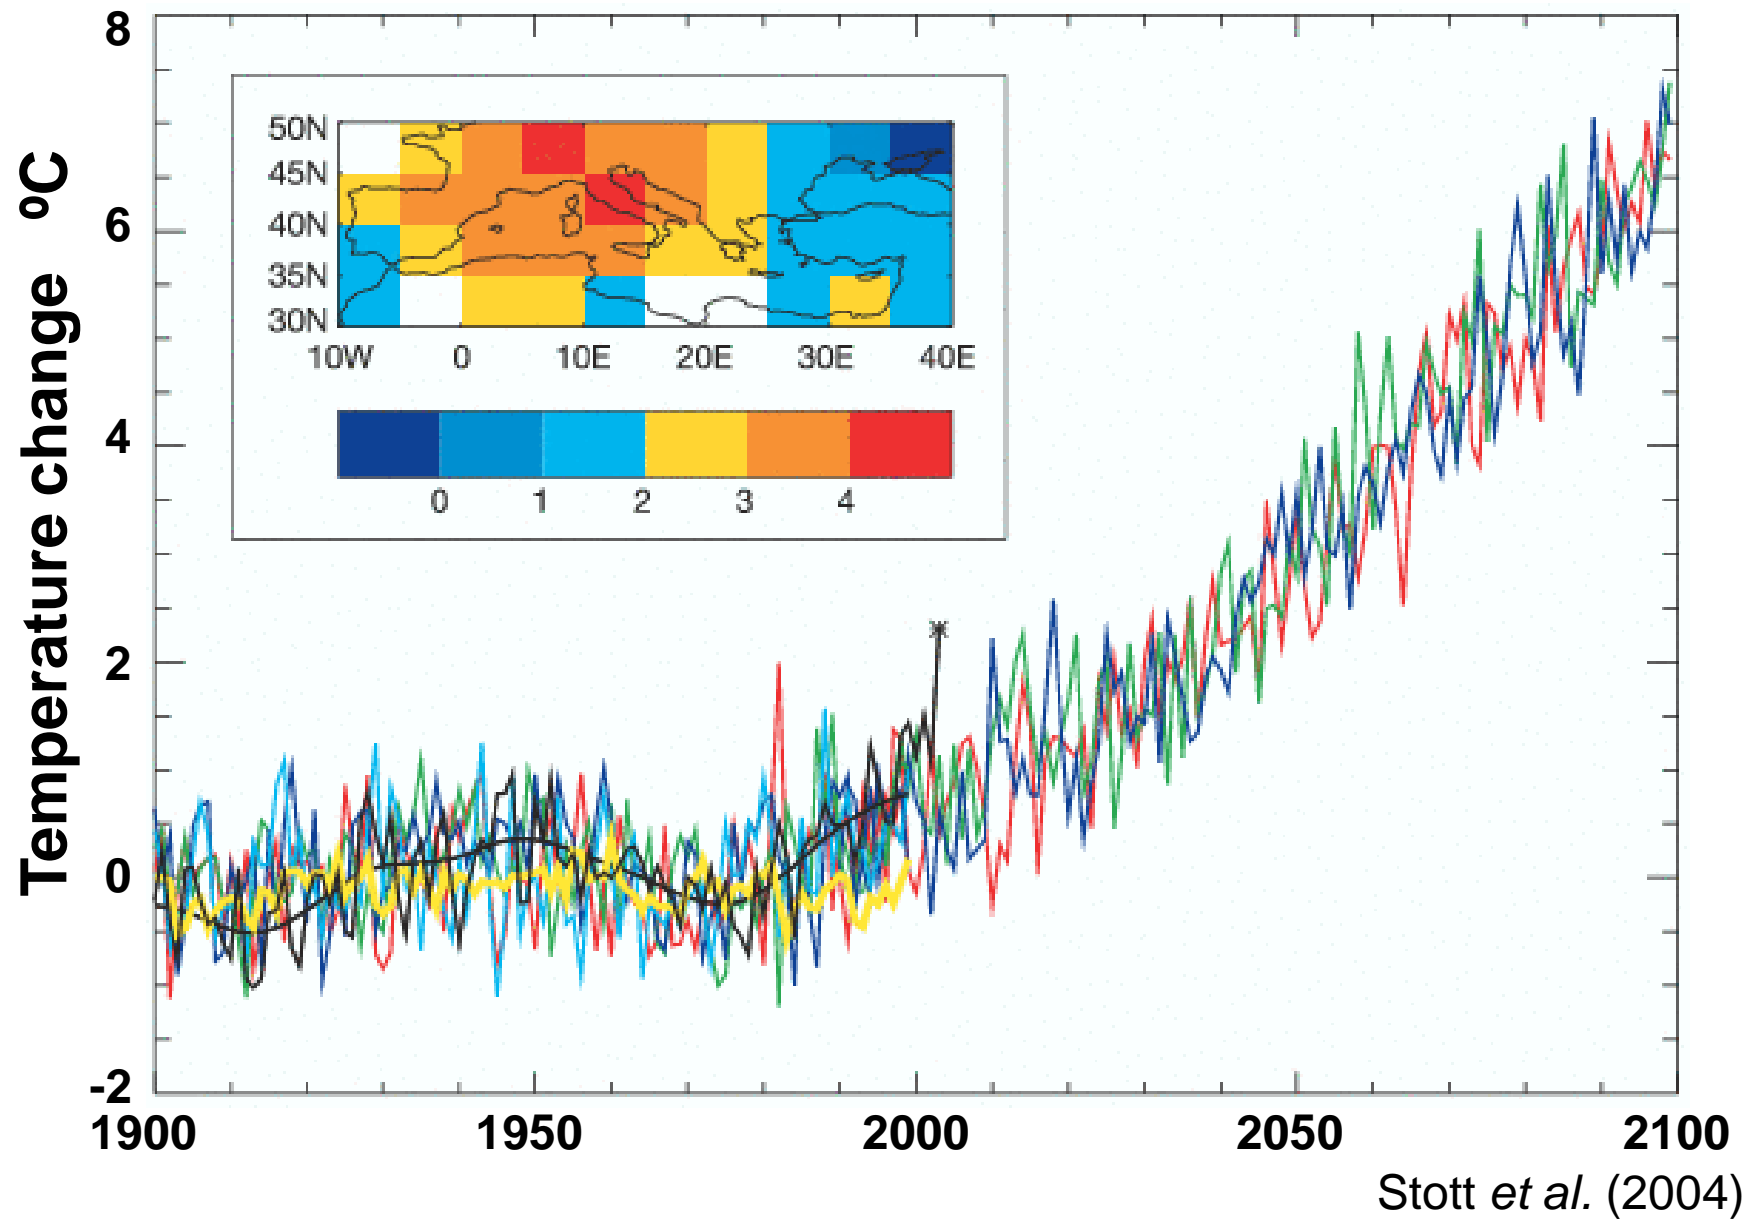 Temperature change ºC
8
6
4
2
0
-2
1900 1950 2000 2050 2100
50N
45N
40N
35N
30N
10W 0 10E 20E 30E 40E
0 1 2 3 4
Stott et al. (2004)